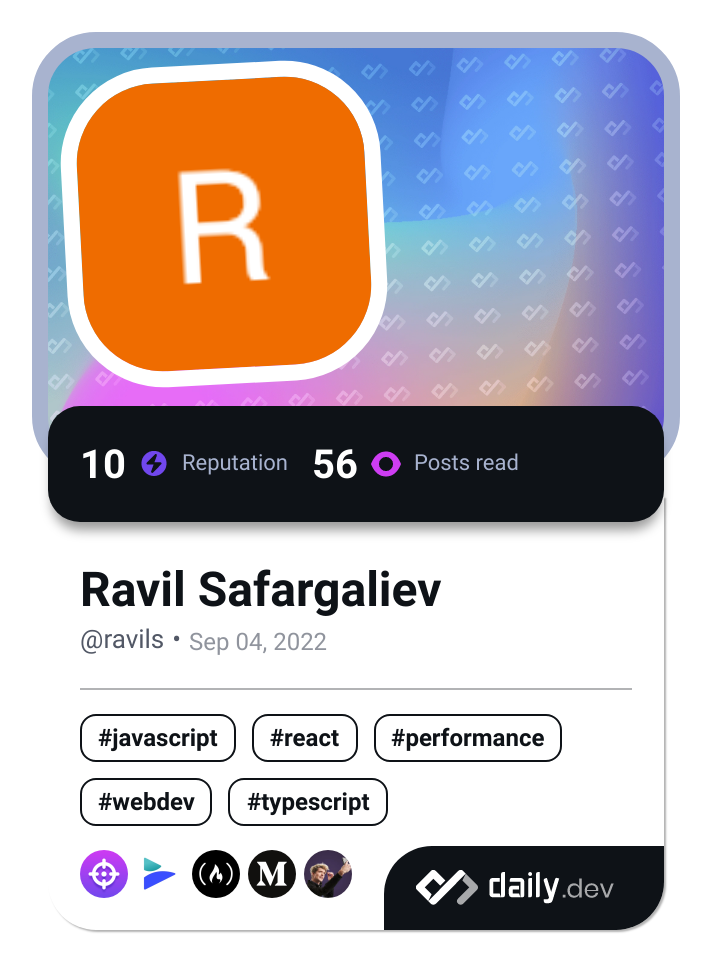 R
10 Reputation 56 Posts read
Ravil Safargaliev
@ravils • Sep 04, 2022
#javascript #react #performance
#webdev #typescript
M
daily.dev